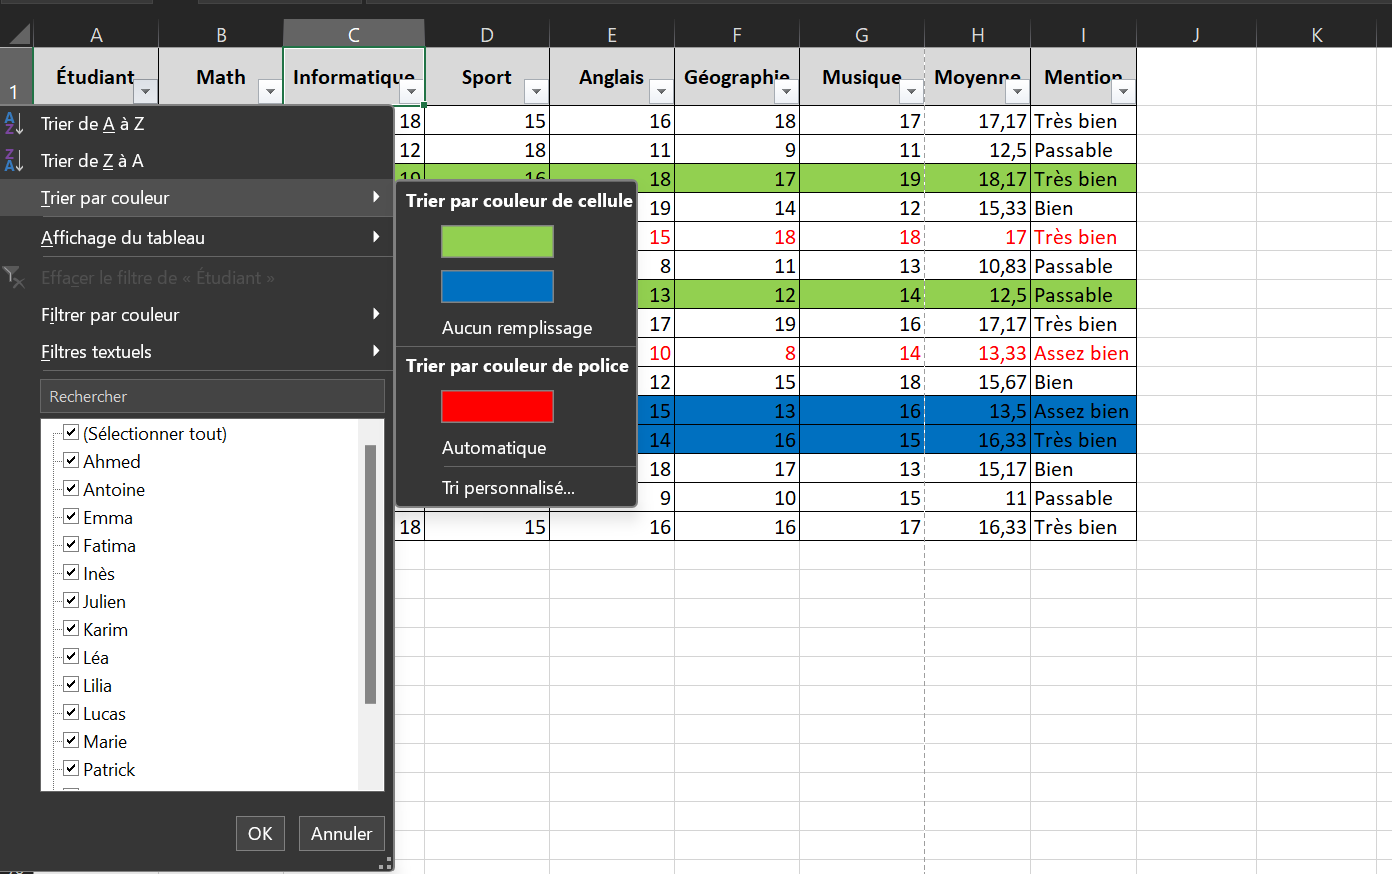 A B C D E F G H I J K
1 Étudiant Math Informatique Sport Anglais Géographie Musique Moyenne Mention
Trier de A à Z
Trier de Z à A
Trier par couleur
Affichage du tableau
Effacer le filtre de « Étudiant »
Filtrer par couleur
Filtres textuels
Rechercher
(Sélectionner tout)
Ahmed
Antoine
Emma
Fatima
Inès
Julien
Karim
Léa
Lilia
Lucas
Marie
Patrick
OK Annuler
Trier par couleur de cellule
Aucun remplissage
Trier par couleur de police
Automatique
Tri personnalisé...
18 15 16 18 17 17,17 Très bien
12 18 11 9 11 12,5 Passable
19 16 18 17 19 18,17 Très bien
19 14 12 15,33 Bien
15 18 18 17 Très bien
8 11 13 10,83 Passable
13 12 14 12,5 Passable
17 19 16 17,17 Très bien
10 8 14 13,33 Assez bien
12 15 18 15,67 Bien
15 13 16 13,5 Assez bien
14 16 15 16,33 Très bien
18 17 13 15,17 Bien
9 10 15 11 Passable
18 15 16 16 17 16,33 Très bien